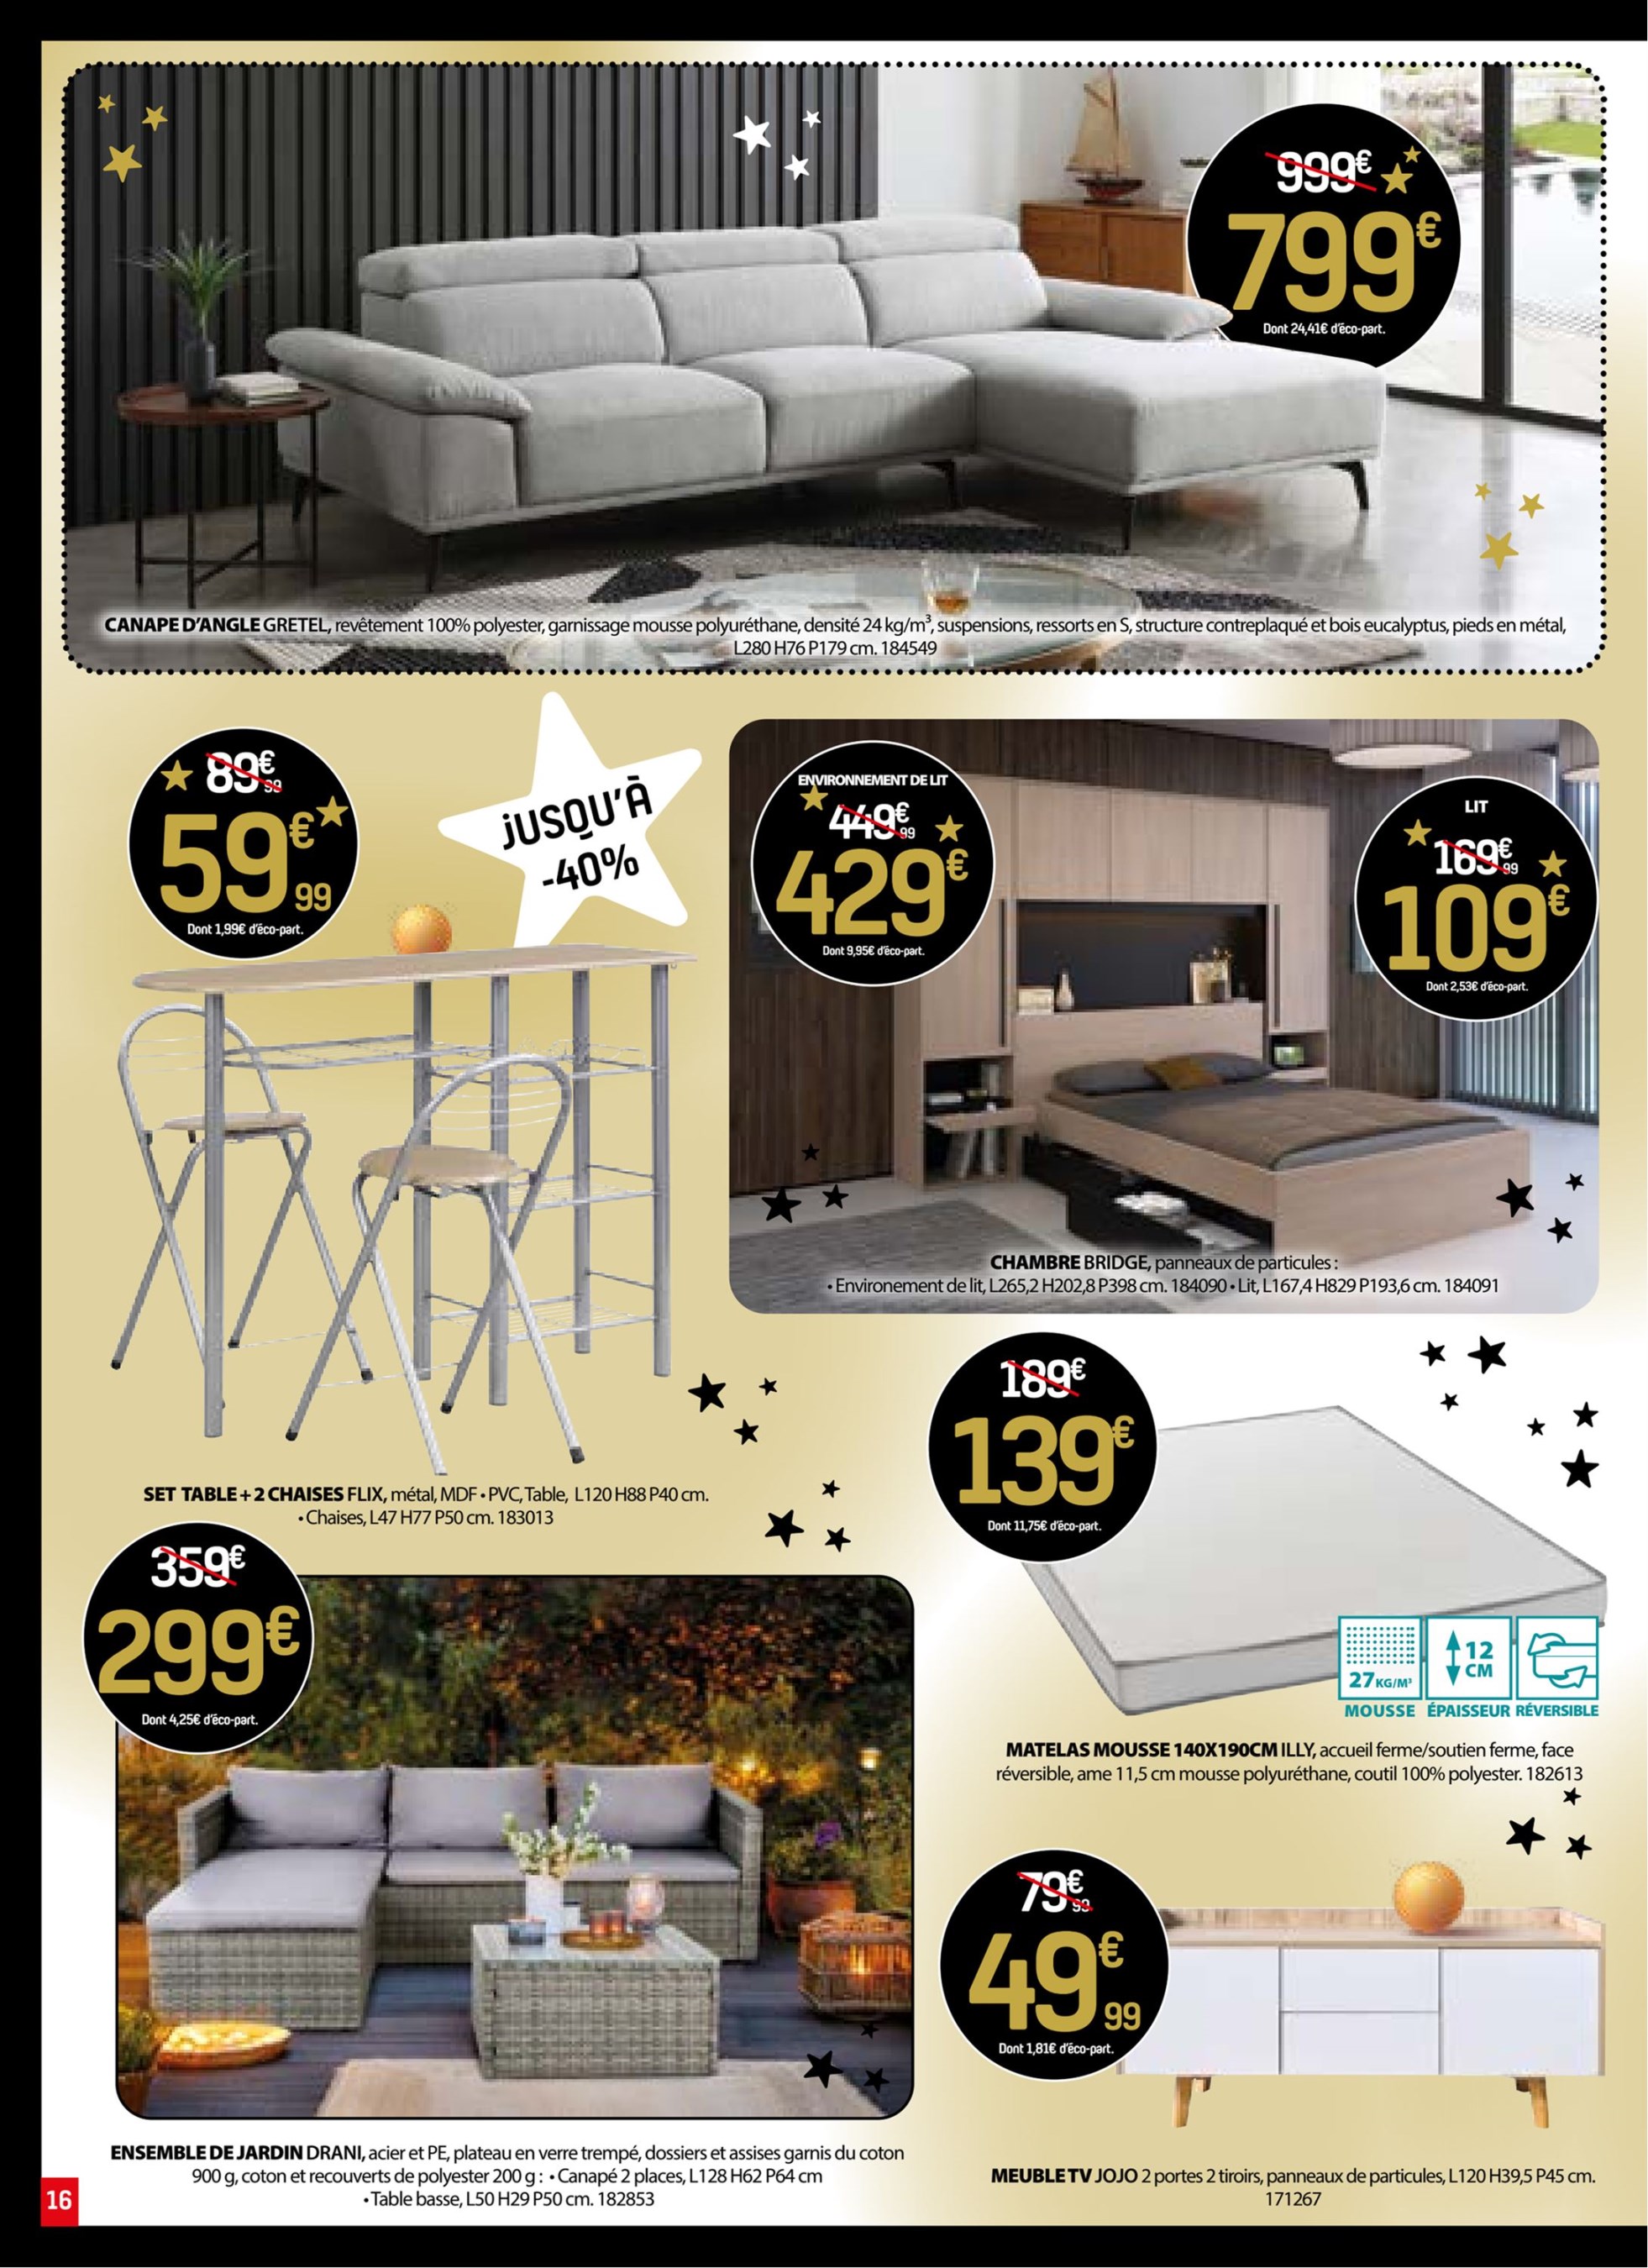 999€
799€
Dont 24,41€ d'éco-part.
CANAPE D'ANGLE GRETEL, revêtement 100% polyester, garnissage mousse polyuréthane, densité 24 kg/m³, suspensions, ressorts en S, structure contreplaqué et bois eucalyptus, pieds en métal,
L280 H76 P179 cm. 184549
89€99
59€99
Dont 1,99€ d'éco-part.
JUSQU'À
-40%
SET TABLE + 2 CHAISES FLIX, métal, MDF • PVC, Table, L120 H88 P40 cm.
• Chaises, L47 H77 P50 cm. 183013
ENVIRONNEMENT DE LIT
449€99
429€
Dont 9,95€ d'éco-part.
LIT
169€99
109€
Dont 2,53€ d'éco-part.
CHAMBRE BRIDGE, panneaux de particules :
• Environement de lit, L265,2 H202,8 P398 cm. 184090 • Lit, L167,4 H829 P193,6 cm. 184091
189€
139€
Dont 11,75€ d'éco-part.
27 KG/M³
12
CM
MOUSSE ÉPAISSEUR RÉVERSIBLE
MATELAS MOUSSE 140X190CM ILLY, accueil ferme/soutien ferme, face
réversible, ame 11,5 cm mousse polyuréthane, coutil 100% polyester. 182613
359€
299€
Dont 4,25€ d'éco-part.
ENSEMBLE DE JARDIN DRANI, acier et PE, plateau en verre trempé, dossiers et assises garnis du coton
900 g, coton et recouverts de polyester 200 g : • Canapé 2 places, L128 H62 P64 cm
• Table basse, L50 H29 P50 cm. 182853
79€99
49€99
Dont 1,81€ d'éco-part.
MEUBLE TV JOJO 2 portes 2 tiroirs, panneaux de particules, L120 H39,5 P45 cm.
171267
16